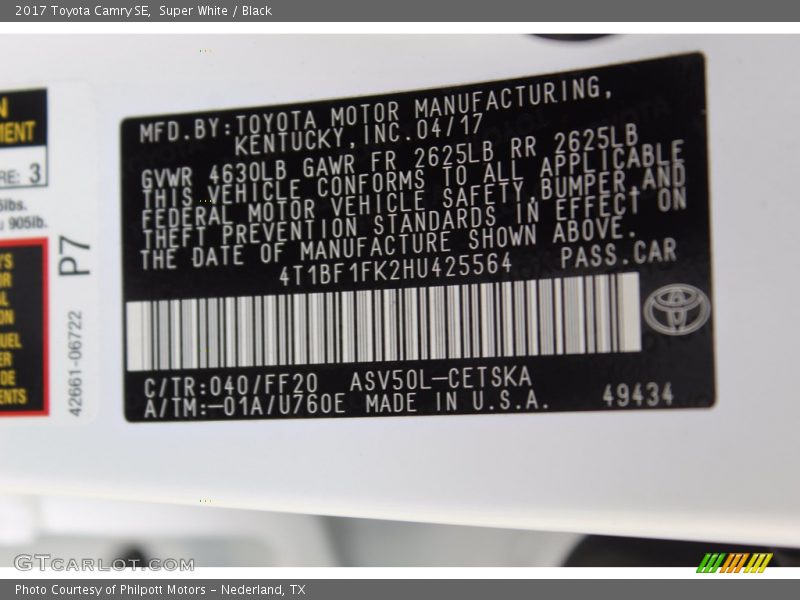 2017 Toyota Camry SE,  Super White / Black
MFD.BY:TOYOTA MOTOR MANUFACTURING,
KENTUCKY,INC.04/17
GVWR 4630LB GAWR FR 2625LB RR 2625LB
THIS VEHICLE CONFORMS TO ALL APPLICABLE
FEDERAL MOTOR VEHICLE SAFETY,BUMPER,AND
THEFT PREVENTION STANDARDS IN EFFECT ON
THE DATE OF MANUFACTURE SHOWN ABOVE.
4T1BF1FK2HU425564 PASS.CAR
C/TR:040/FF20 ASV50L-CETSKA
A/TM:-01A/U760E MADE IN U.S.A. 49434
3
905lb.
P7
42661-06722
GTCARLOT.COM
Photo Courtesy of Philpott Motors - Nederland, TX